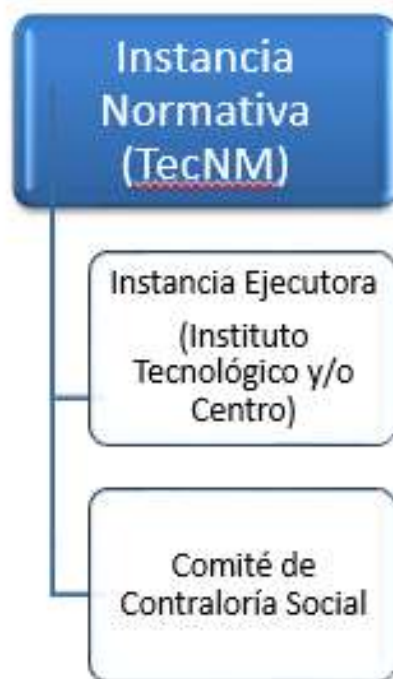 Instancia
Normativa
(TecNM)
Instancia Ejecutora
(Instituto
Tecnológico y/o
Centro)
Comité de
Contraloría Social